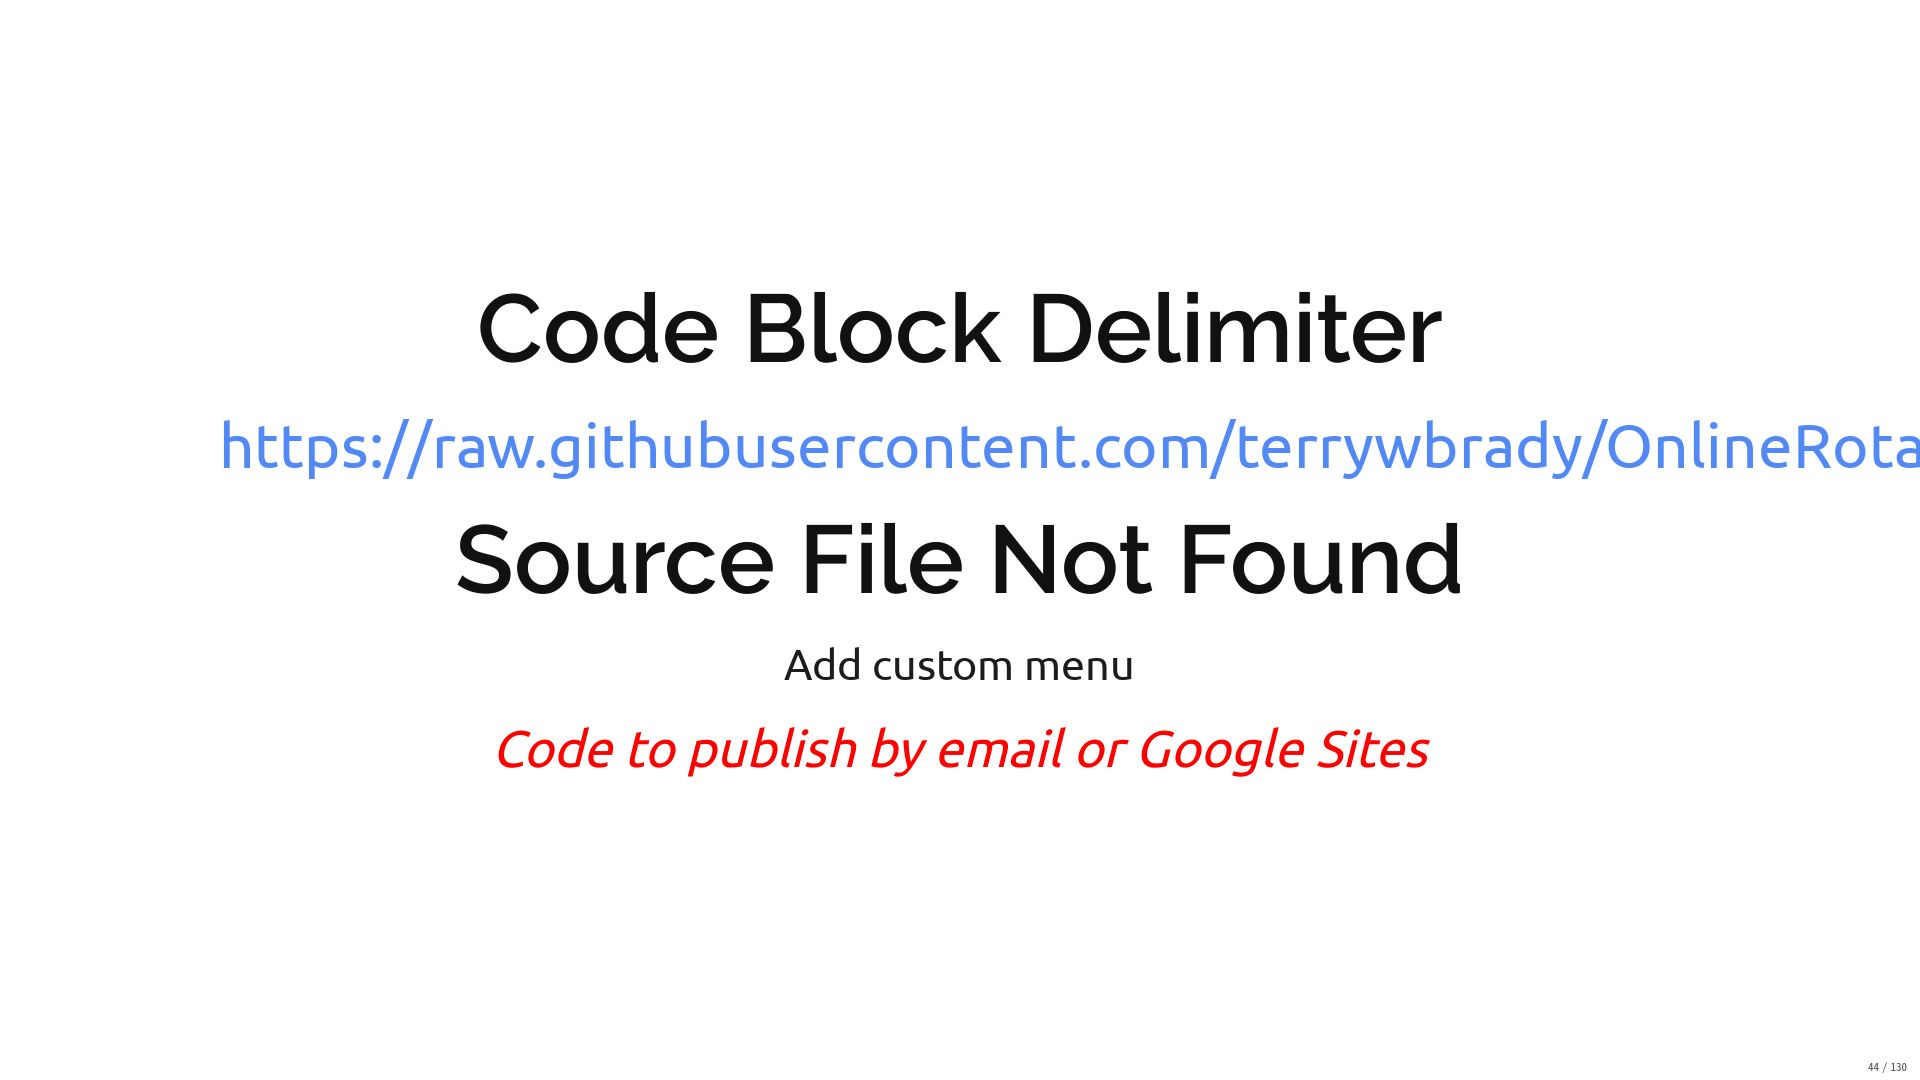 Code Block Delimiter
https://raw.githubusercontent.com/terrywbrady/OnlineRota
Source File Not Found
Add custom menu
Code to publish by email or Google Sites
44 / 130